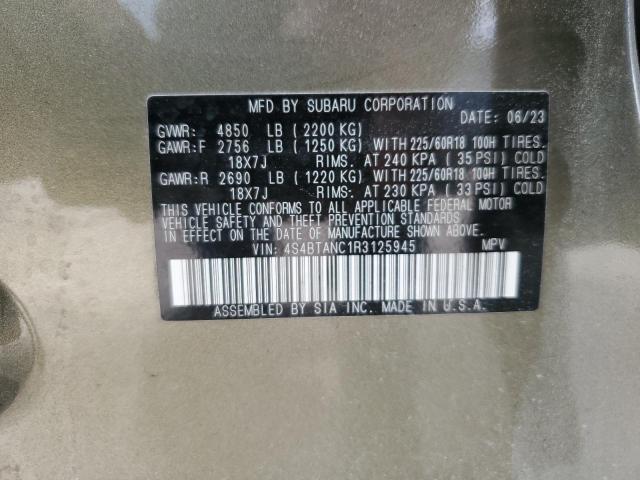 MFD BY SUBARU CORPORATION
DATE: 06/23
GVWR: 4850 LB ( 2200 KG)
GAWR:F 2756 LB ( 1250 KG) WITH 225/60R18 100H TIRES.
18X7J RIMS. AT 240 KPA ( 35 PSI) COLD
GAWR:R 2690 LB ( 1220 KG) WITH 225/60R18 100H TIRES.
18X7J RIMS. AT 230 KPA ( 33 PSI) COLD
THIS VEHICLE CONFORMS TO ALL APPLICABLE FEDERAL MOTOR
VEHICLE SAFETY AND THEFT PREVENTION STANDARDS
IN EFFECT ON THE DATE OF MANUFACTURE SHOWN ABOVE.
VIN: 4S4BTANC1R3125945 MPV
ASSEMBLED BY SIA INC. MADE IN U.S.A.